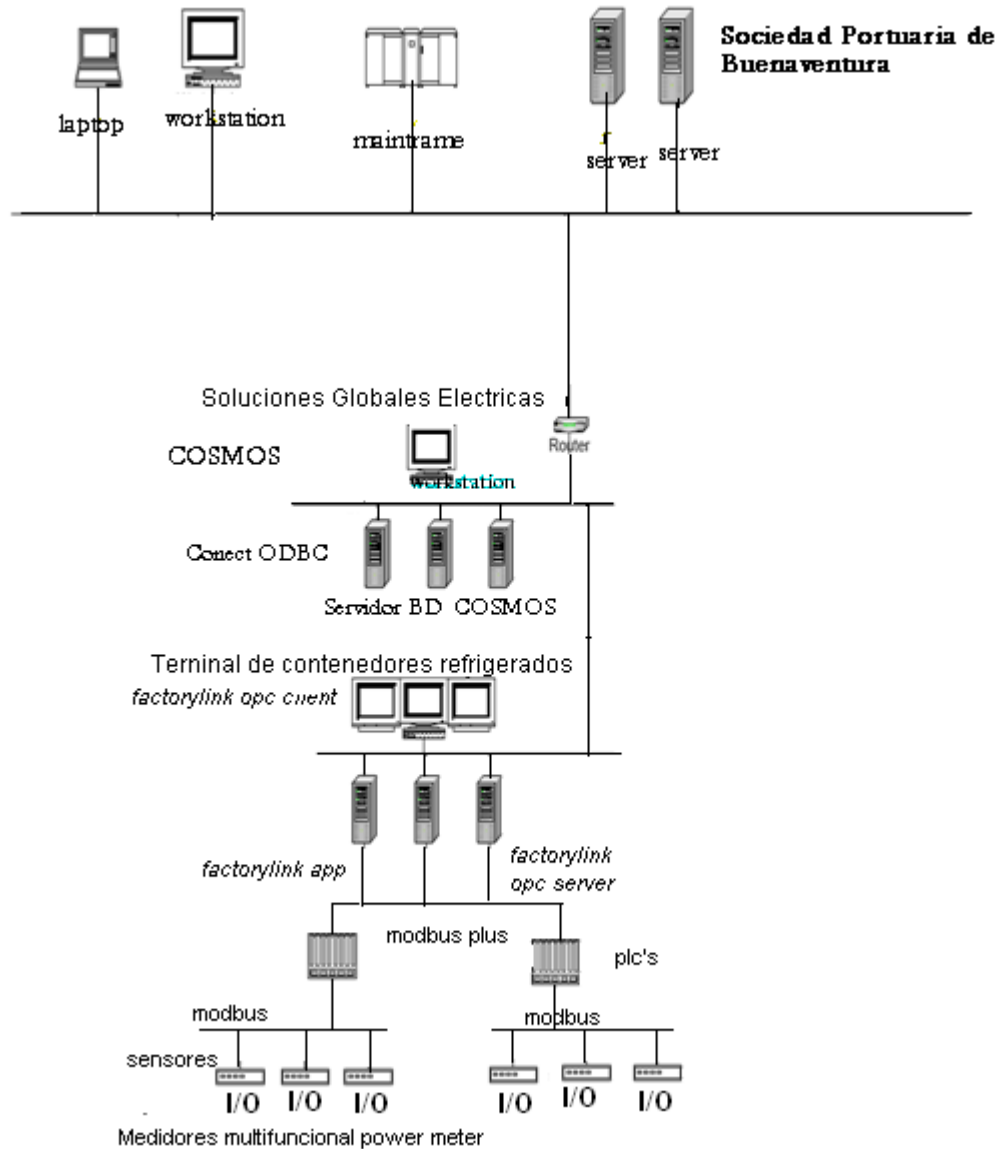 Sociedad Portuaria de
Buenaventura
laptop
workstation
maintrame
server
server
Soluciones Globales Electricas
Router
COSMOS
workstation
Conect ODBC
Servidor BD COSMOS
Terninal de contenedores refrigerados
factorylink opc client
factorylink app
factorylink
opc server
modbus plus
plc's
modbus
modbus
sensores
I/O
I/O
I/O
I/O
I/O
I/O
Medidores multifuncional power meter